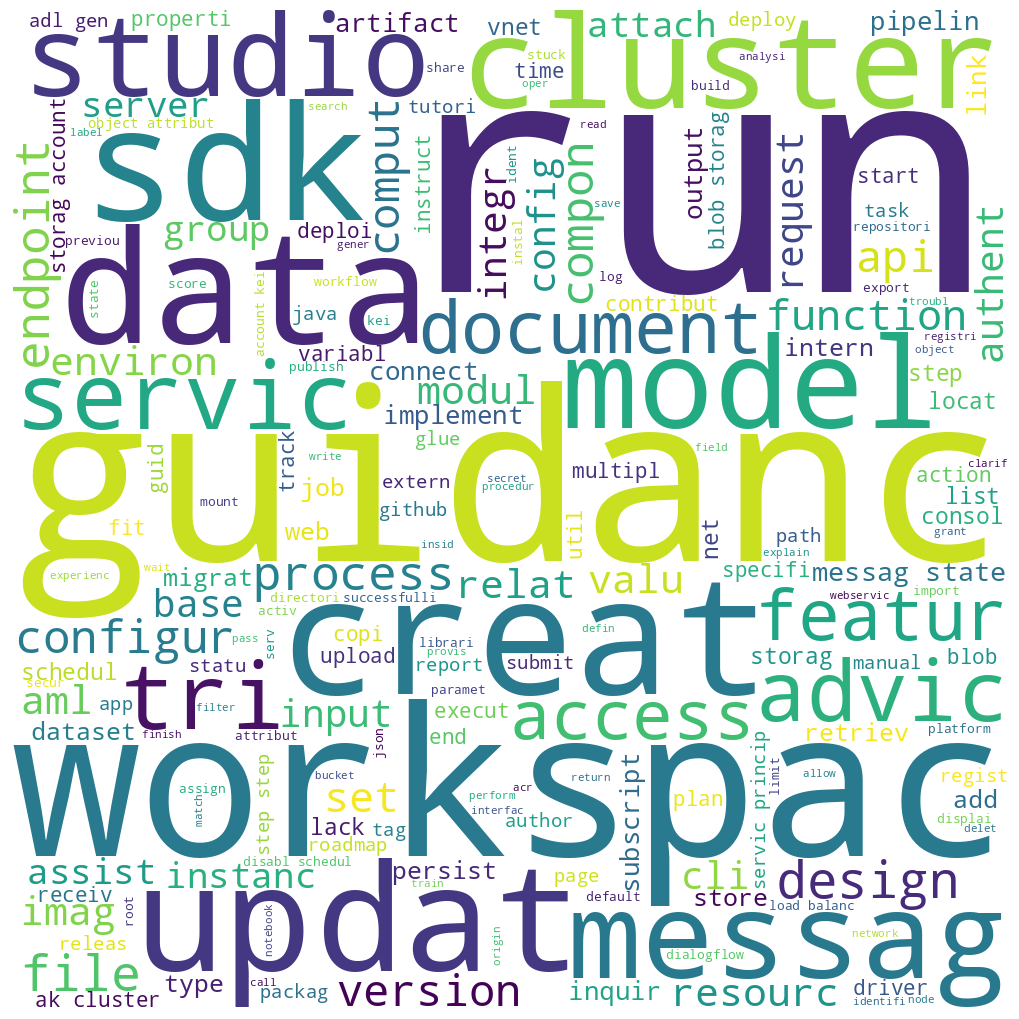 adl gen
properti
artifact
studio
share
vnet
attach
deploy
pipelin
stuck
time
oper
analysi
build
cluster
link
server
object attribut
label
storag account
search
tutori
sdk
comput
instruct
run
read
ident
config
compon
save
output
blob storag
request
start
task
repositori
api
export
authent
endpoint
previou
group
deploi
gener
integr
instal
log
data
state
score
account kei
workflow
java
kei
variabl
publish
contribut
function
troubl
registri
object
document
intern
environ
connect
servic
modul
implement
model
step
locat
guid
track
write
glue
extern
github
multipl
secret
procedur
field
action
clarif
list
consol
grant
guidanc
mount
job
web
fit
insid
util
net
path
explain
experienc
wait
migrat
process
relat
valu
specifi
messag state
directori
successfulli
webservic
import
base
activ
serv
pass
configur
copi
librari
provis
defin
creat
featur
upload
report
submit
paramet
storag
manual
blob
schedul
secur
statu
tri
filter
aml
app
attribut
finish
input
execut
end
access
advic
retriev
platform
dataset
json
workspac
bucket
assign
match
step step
set
perform
interfac
acr
return
plan
subscript
servic princip
limit
allow
regist
add
displai
delet
lack
tag
author
roadmap
disabl schedul
assist
instanc
persist
train
page
default
cli
store
load balanc
design
receiv
imag
root
releas
notebook
updat
origin
dialogflow
messag
network
file
ak cluster
type
call
packag
version
inquir
resourc
driver
identifi
node